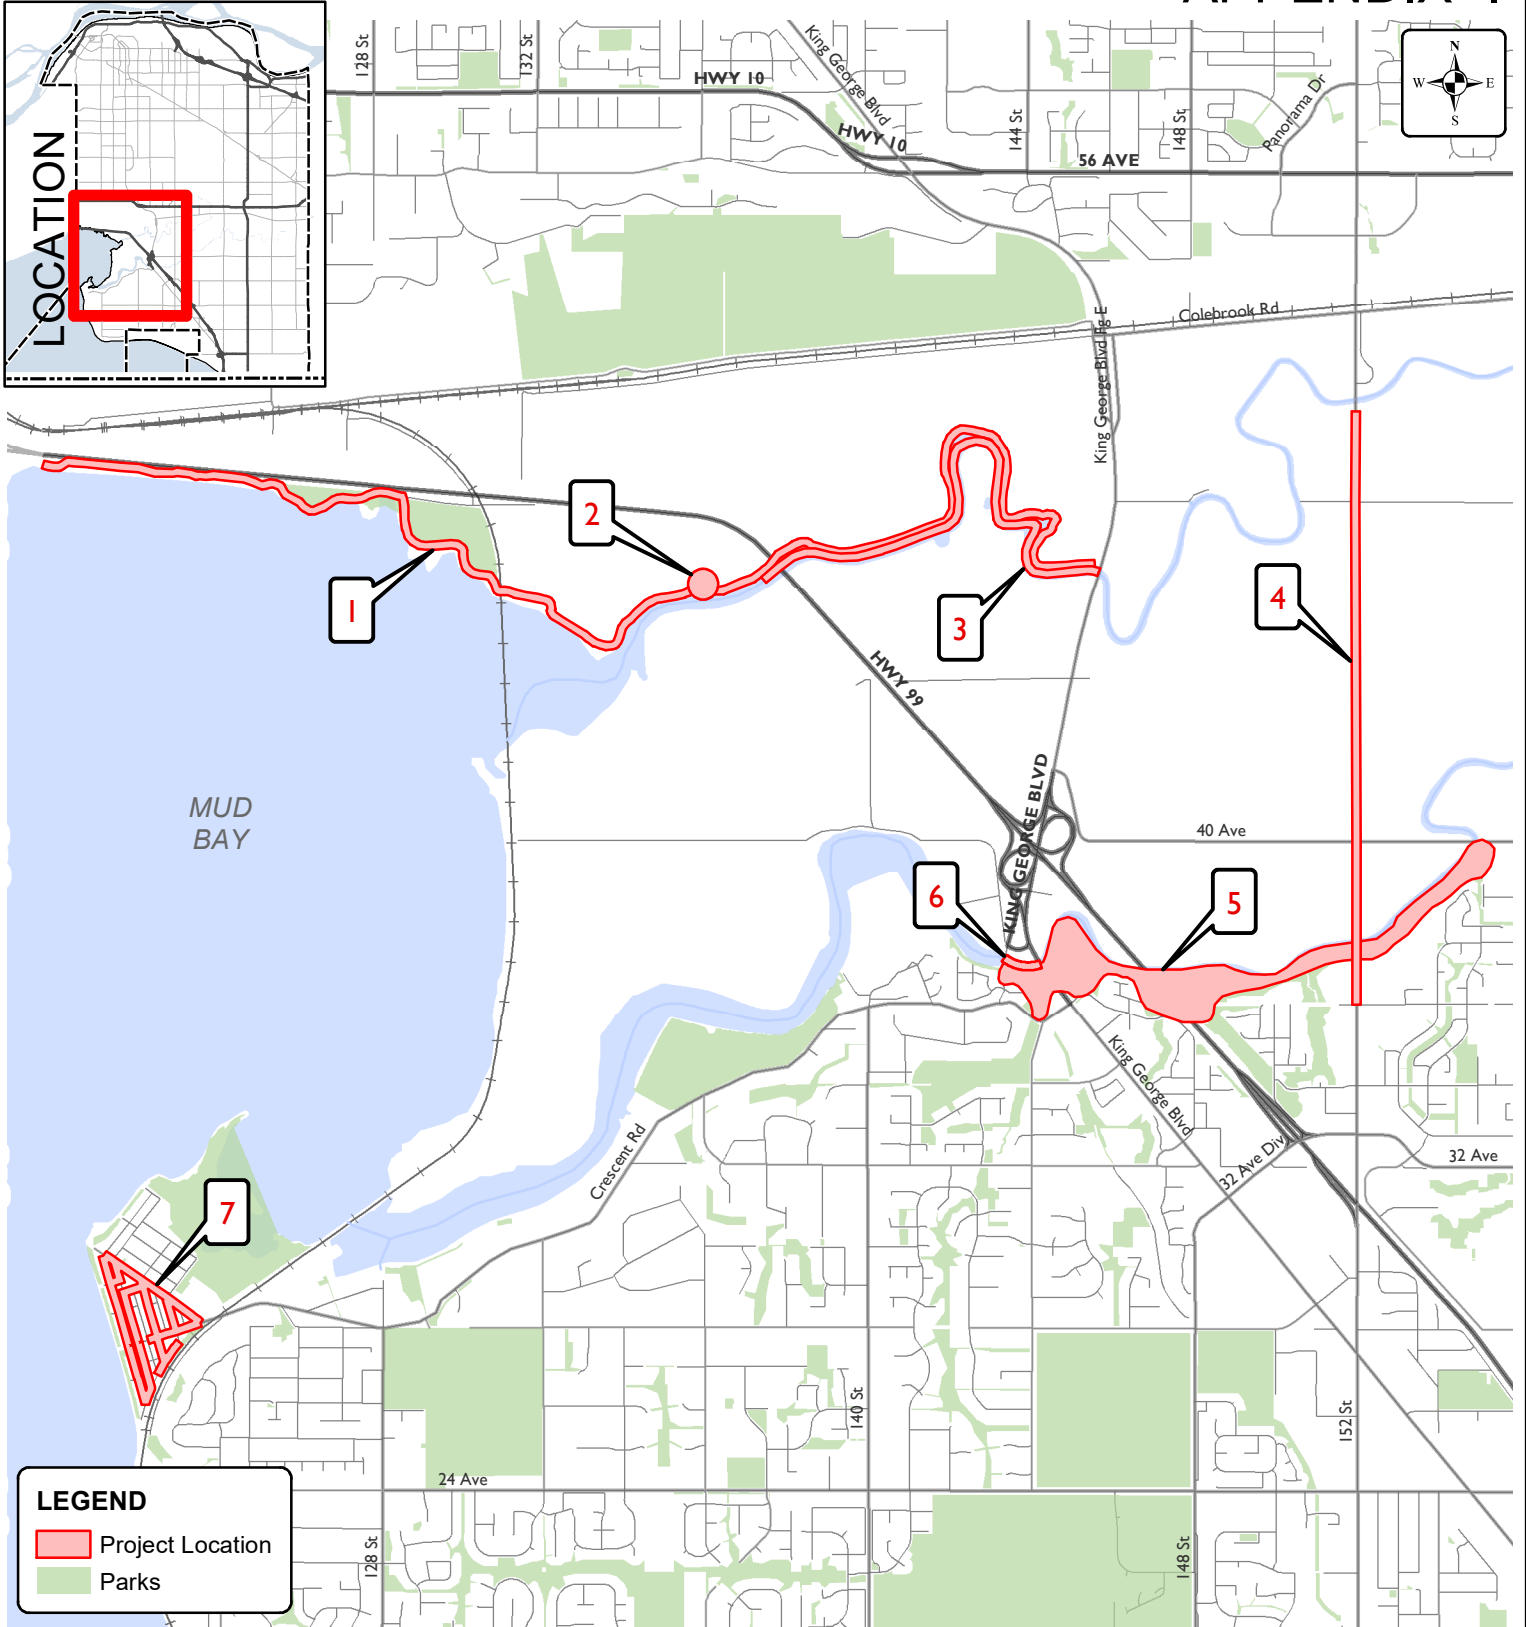 LOCATION
128 St
132 St
HWY 10
King George Blvd
HWY 10
144 St
56 AVE
148 St
Panorama Dr
N
W
E
S
Colebrook Rd
King George Blvd Fg E
1
2
3
4
HWY 99
MUD
BAY
KING GEORGE BLVD
40 Ave
6
5
King George Blvd
32 Ave Div
32 Ave
Crescent Rd
7
140 St
152 St
24 Ave
128 St
148 St
LEGEND
Project Location
Parks